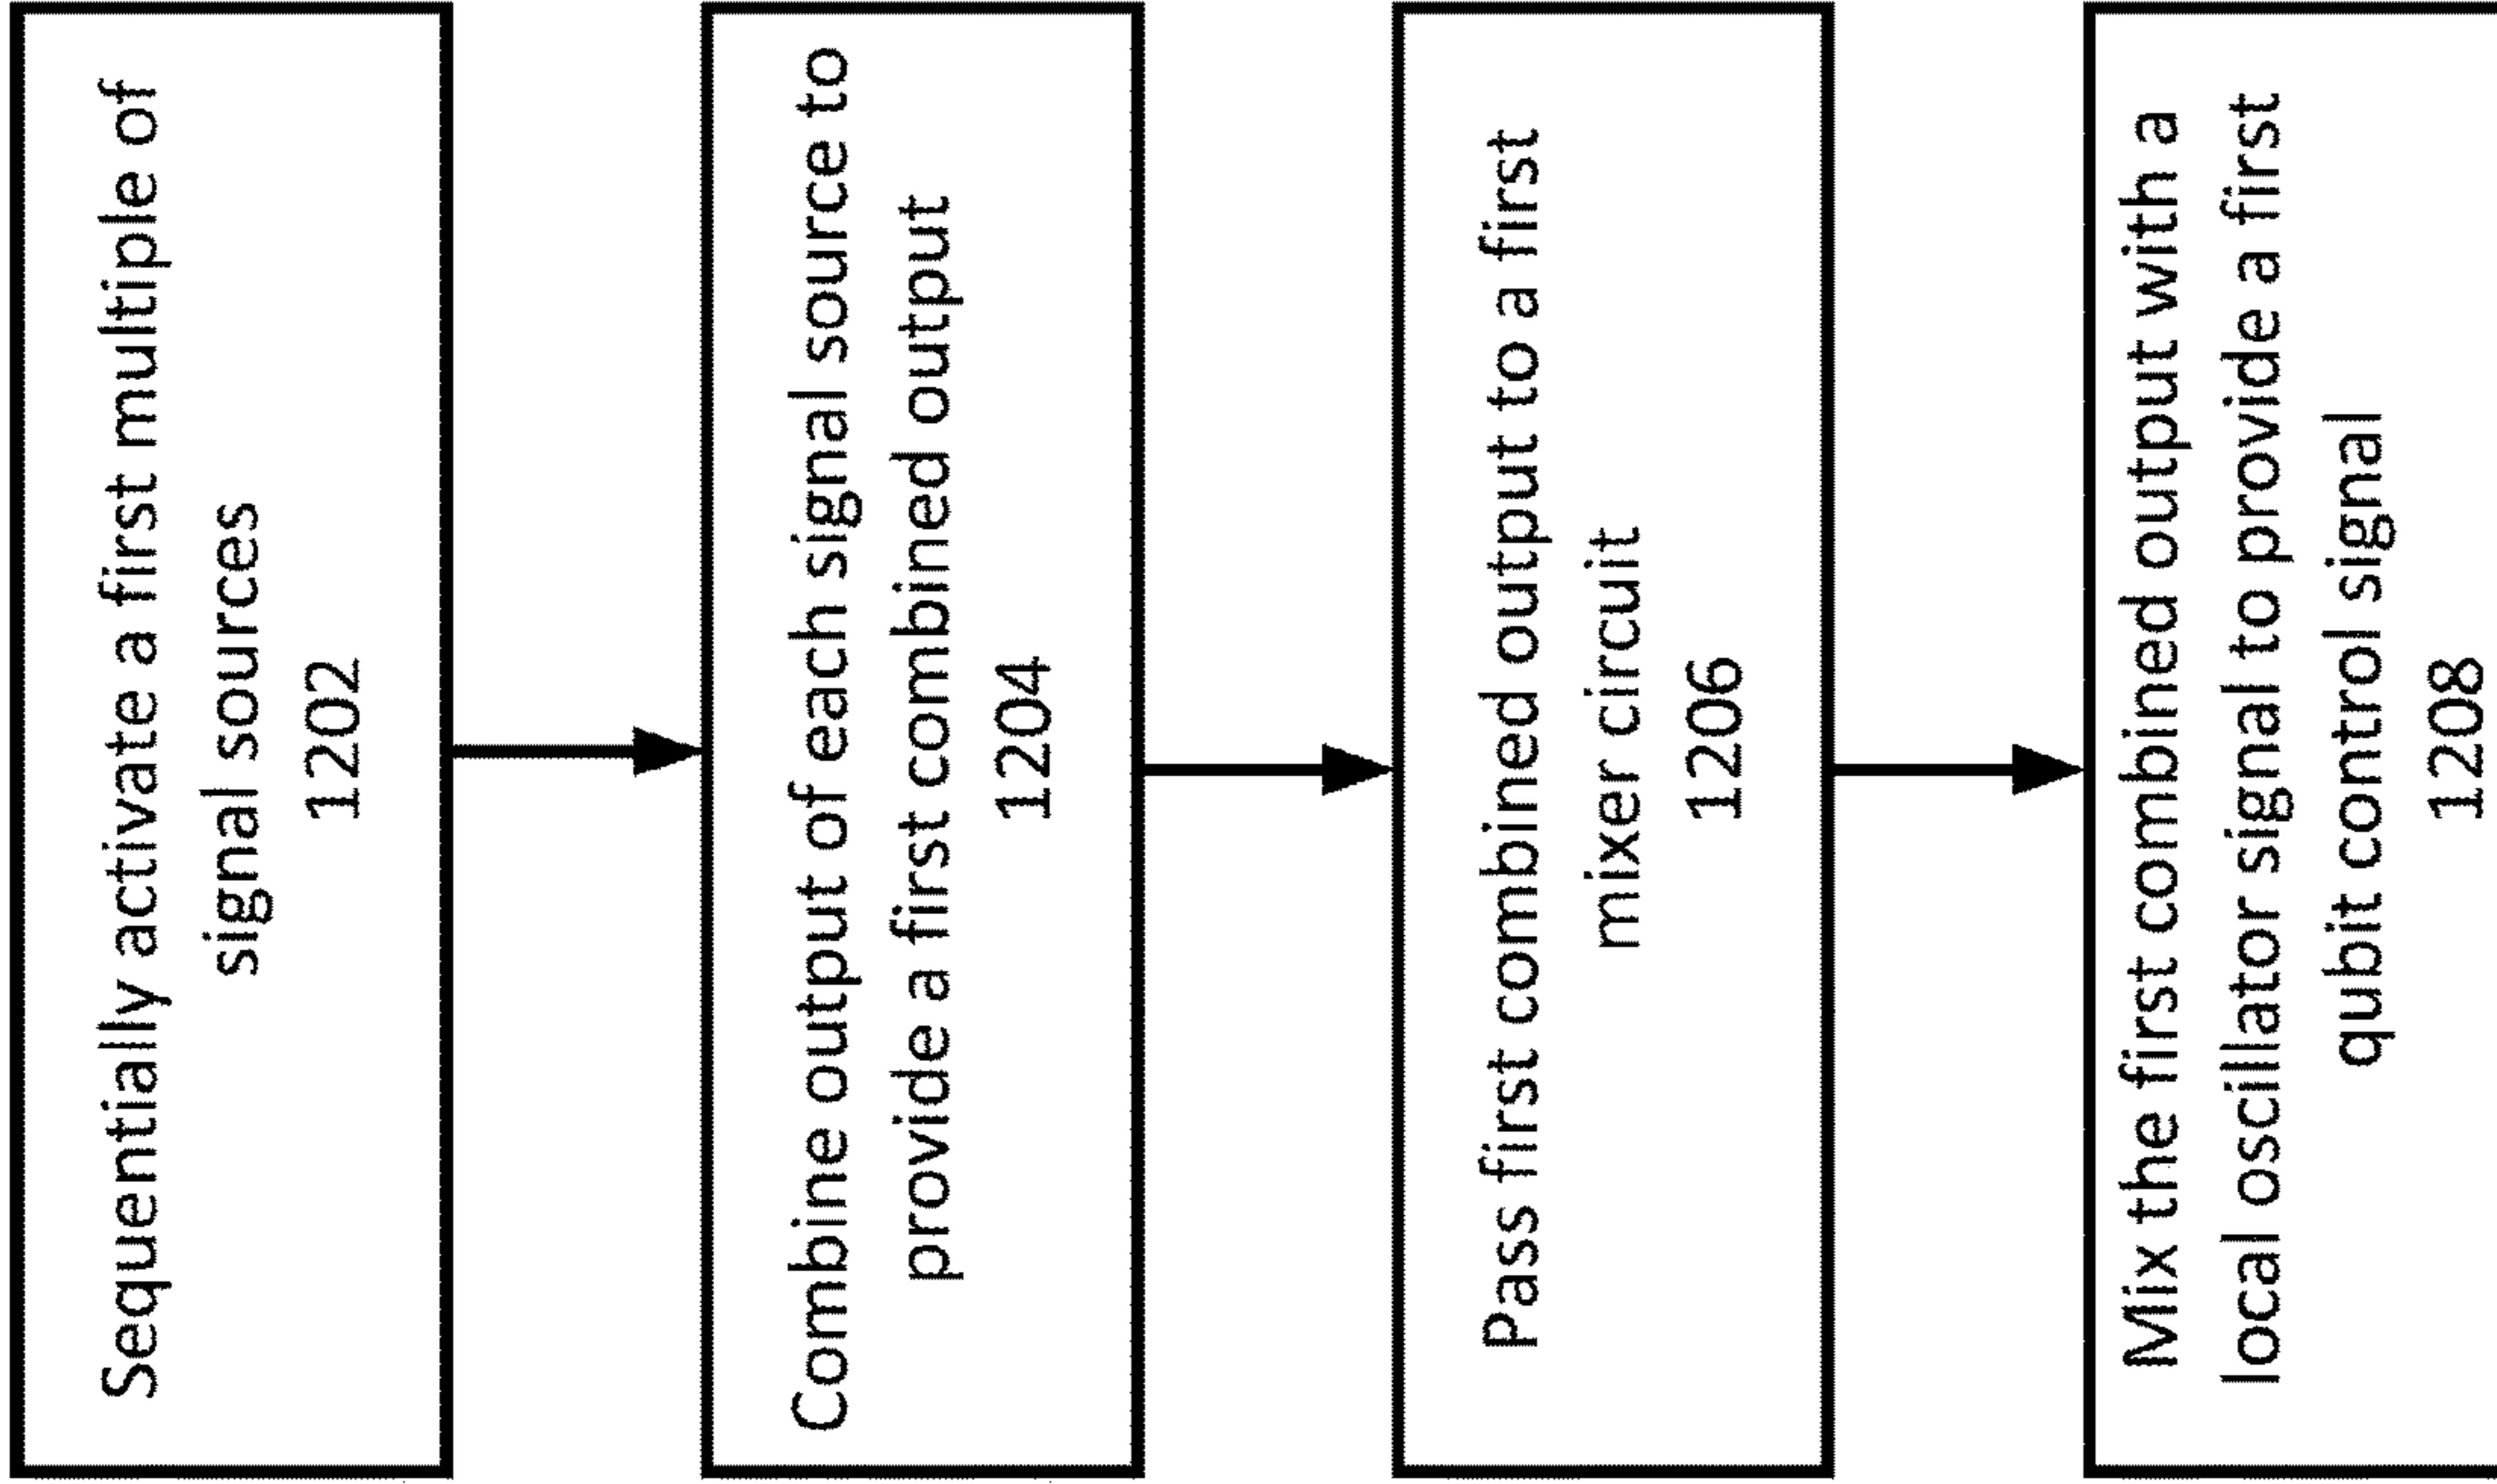 Sequentially activate a first multiple of
signal sources
1202
Combine output of each signal source to
provide a first combined output
1204
Pass first combined output to a first
mixer circuit
1206
Mix the first combined output with a
local oscillator signal to provide a first
qubit control signal
1208